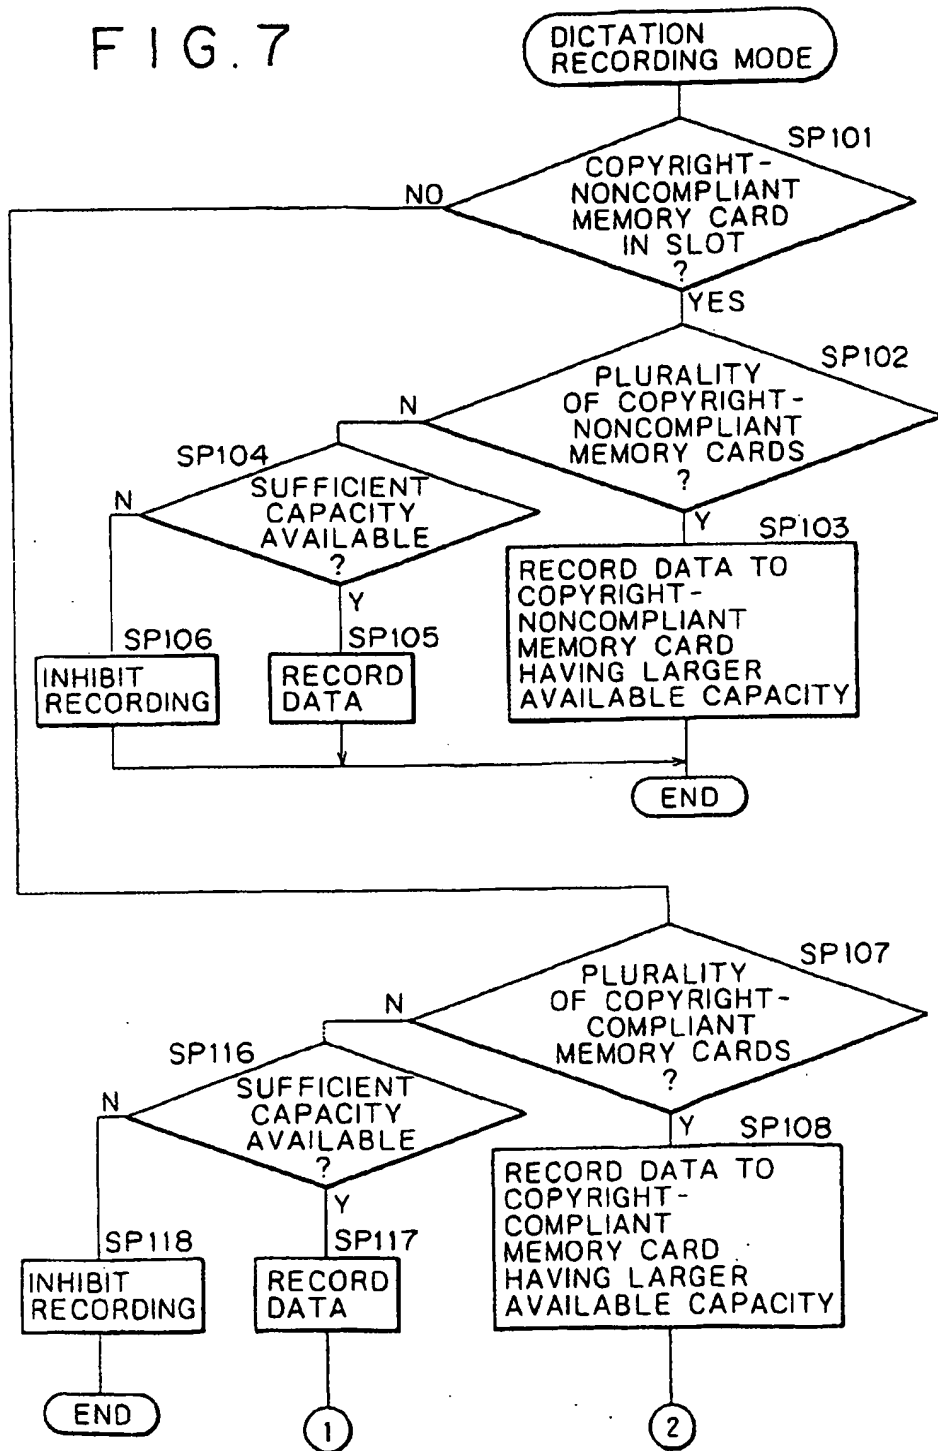 FIG.7
DICTATION
RECORDING MODE
SP101
COPYRIGHT-
NONCOMPLIANT
MEMORY CARD
IN SLOT
?
NO
YES
SP102
PLURALITY
OF COPYRIGHT-
NONCOMPLIANT
MEMORY CARDS
?
N
Y
SP104
SUFFICIENT
CAPACITY
AVAILABLE
?
N
Y
SP103
RECORD DATA TO
COPYRIGHT-
NONCOMPLIANT
MEMORY CARD
HAVING LARGER
AVAILABLE CAPACITY
SP106
INHIBIT
RECORDING
SP105
RECORD
DATA
END
SP107
PLURALITY
OF COPYRIGHT-
COMPLIANT
MEMORY CARDS
?
N
Y
SP116
SUFFICIENT
CAPACITY
AVAILABLE
?
N
Y
SP108
RECORD DATA TO
COPYRIGHT-
COMPLIANT
MEMORY CARD
HAVING LARGER
AVAILABLE CAPACITY
SP118
INHIBIT
RECORDING
SP117
RECORD
DATA
END
1
2